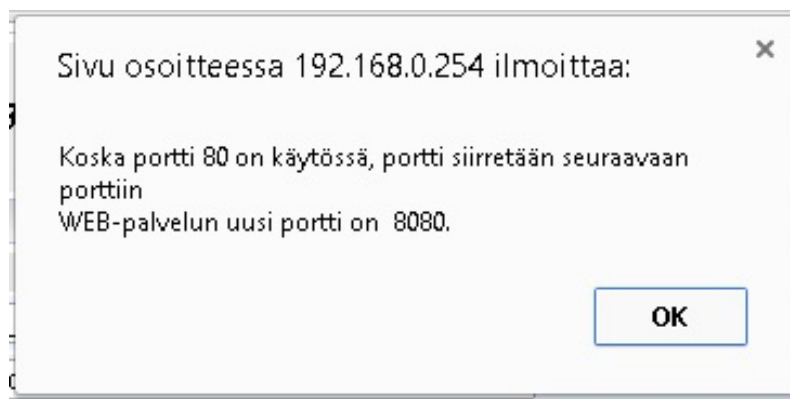 Sivu osoitteessa 192.168.0.254 ilmoittaa:
Koska portti 80 on käytössä, portti siirretään seuraavaan
porttiin
WEB-palvelun uusi portti on 8080.
OK